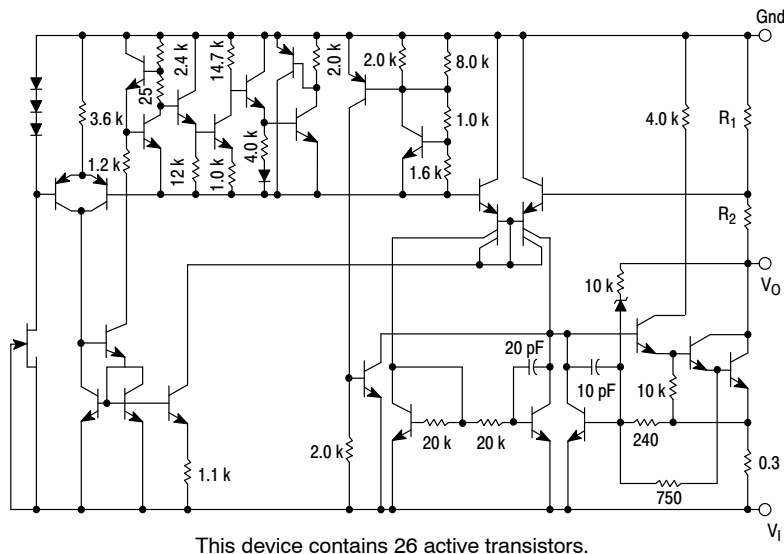 Gnd
2.4 k
14.7 k
2.0 k
2.0 k
8.0 k
25
3.6 k
1.0 k
4.0 k
R1
4.0 k
1.2 k
12 k
1.0 k
1.6 k
R2
10 k
VO
20 pF
10 pF
10 k
20 k
20 k
240
2.0 k
0.3
1.1 k
750
VI
This device contains 26 active transistors.